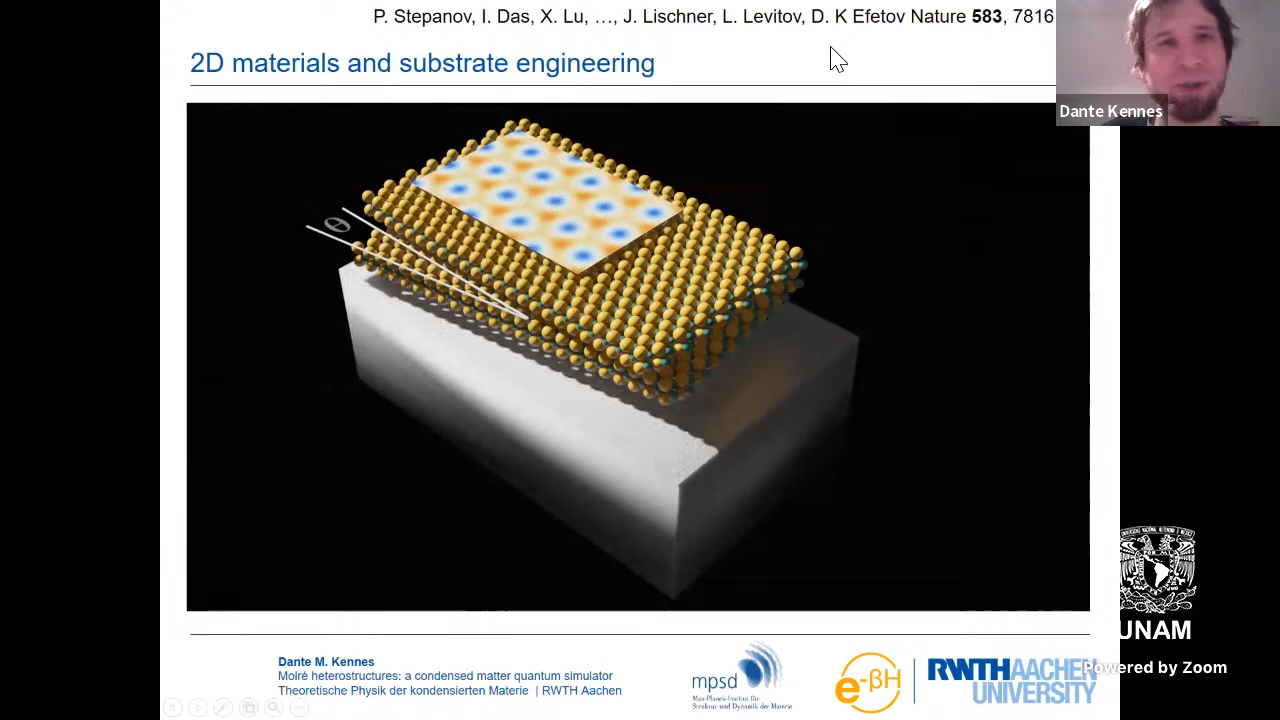 P. Stepanov, I. Das, X. Lu, …, J. Lischner, L. Levitov, D. K Efetov Nature 583, 7816
2D materials and substrate engineering
Dante Kennes
Θ
Dante M. Kennes
Moiré heterostructures: a condensed matter quantum simulator
Theoretische Physik der kondensierten Materie | RWTH Aachen
mpsd
Max-Planck-Institut für
Struktur und Dynamik der Materie
e-βH
RWTHAACHEN
UNIVERSITY
UNAM
Powered by Zoom